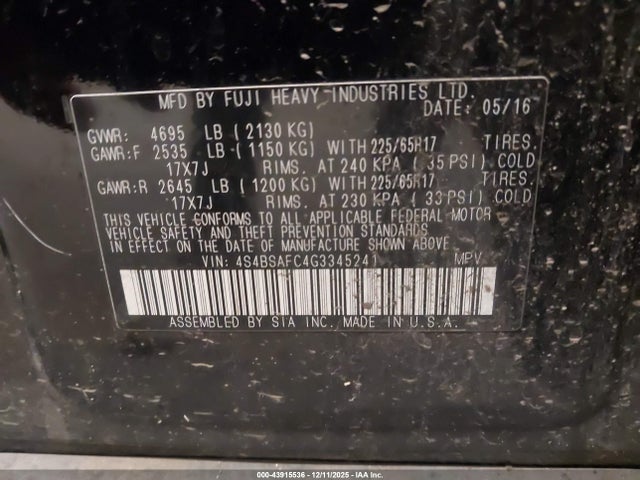 MFD BY FUJI HEAVY INDUSTRIES LTD.
DATE: 05/16
GVWR: 4695 LB ( 2130 KG)
GAWR:F 2535 LB ( 1150 KG) WITH 225/65R17 TIRES.
17X7J RIMS. AT 240 KPA ( 35 PSI) COLD
GAWR:R 2645 LB ( 1200 KG) WITH 225/65R17 TIRES.
17X7J RIMS. AT 230 KPA ( 33 PSI) COLD
THIS VEHICLE CONFORMS TO ALL APPLICABLE FEDERAL MOTOR
VEHICLE SAFETY AND THEFT PREVENTION STANDARDS
IN EFFECT ON THE DATE OF MANUFACTURE SHOWN ABOVE.
VIN: 4S4BSAFC4G3345241 MPV
ASSEMBLED BY SIA INC. MADE IN U.S.A.
000-43915536 - 12/11/2025 - IAA Inc.